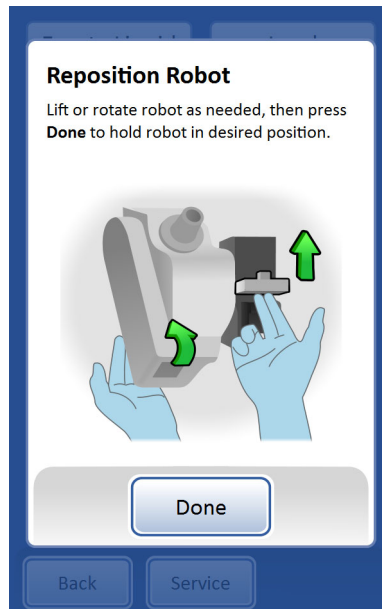 Reposition Robot
Lift or rotate robot as needed, then press
Done to hold robot in desired position.
Done
Back
Service